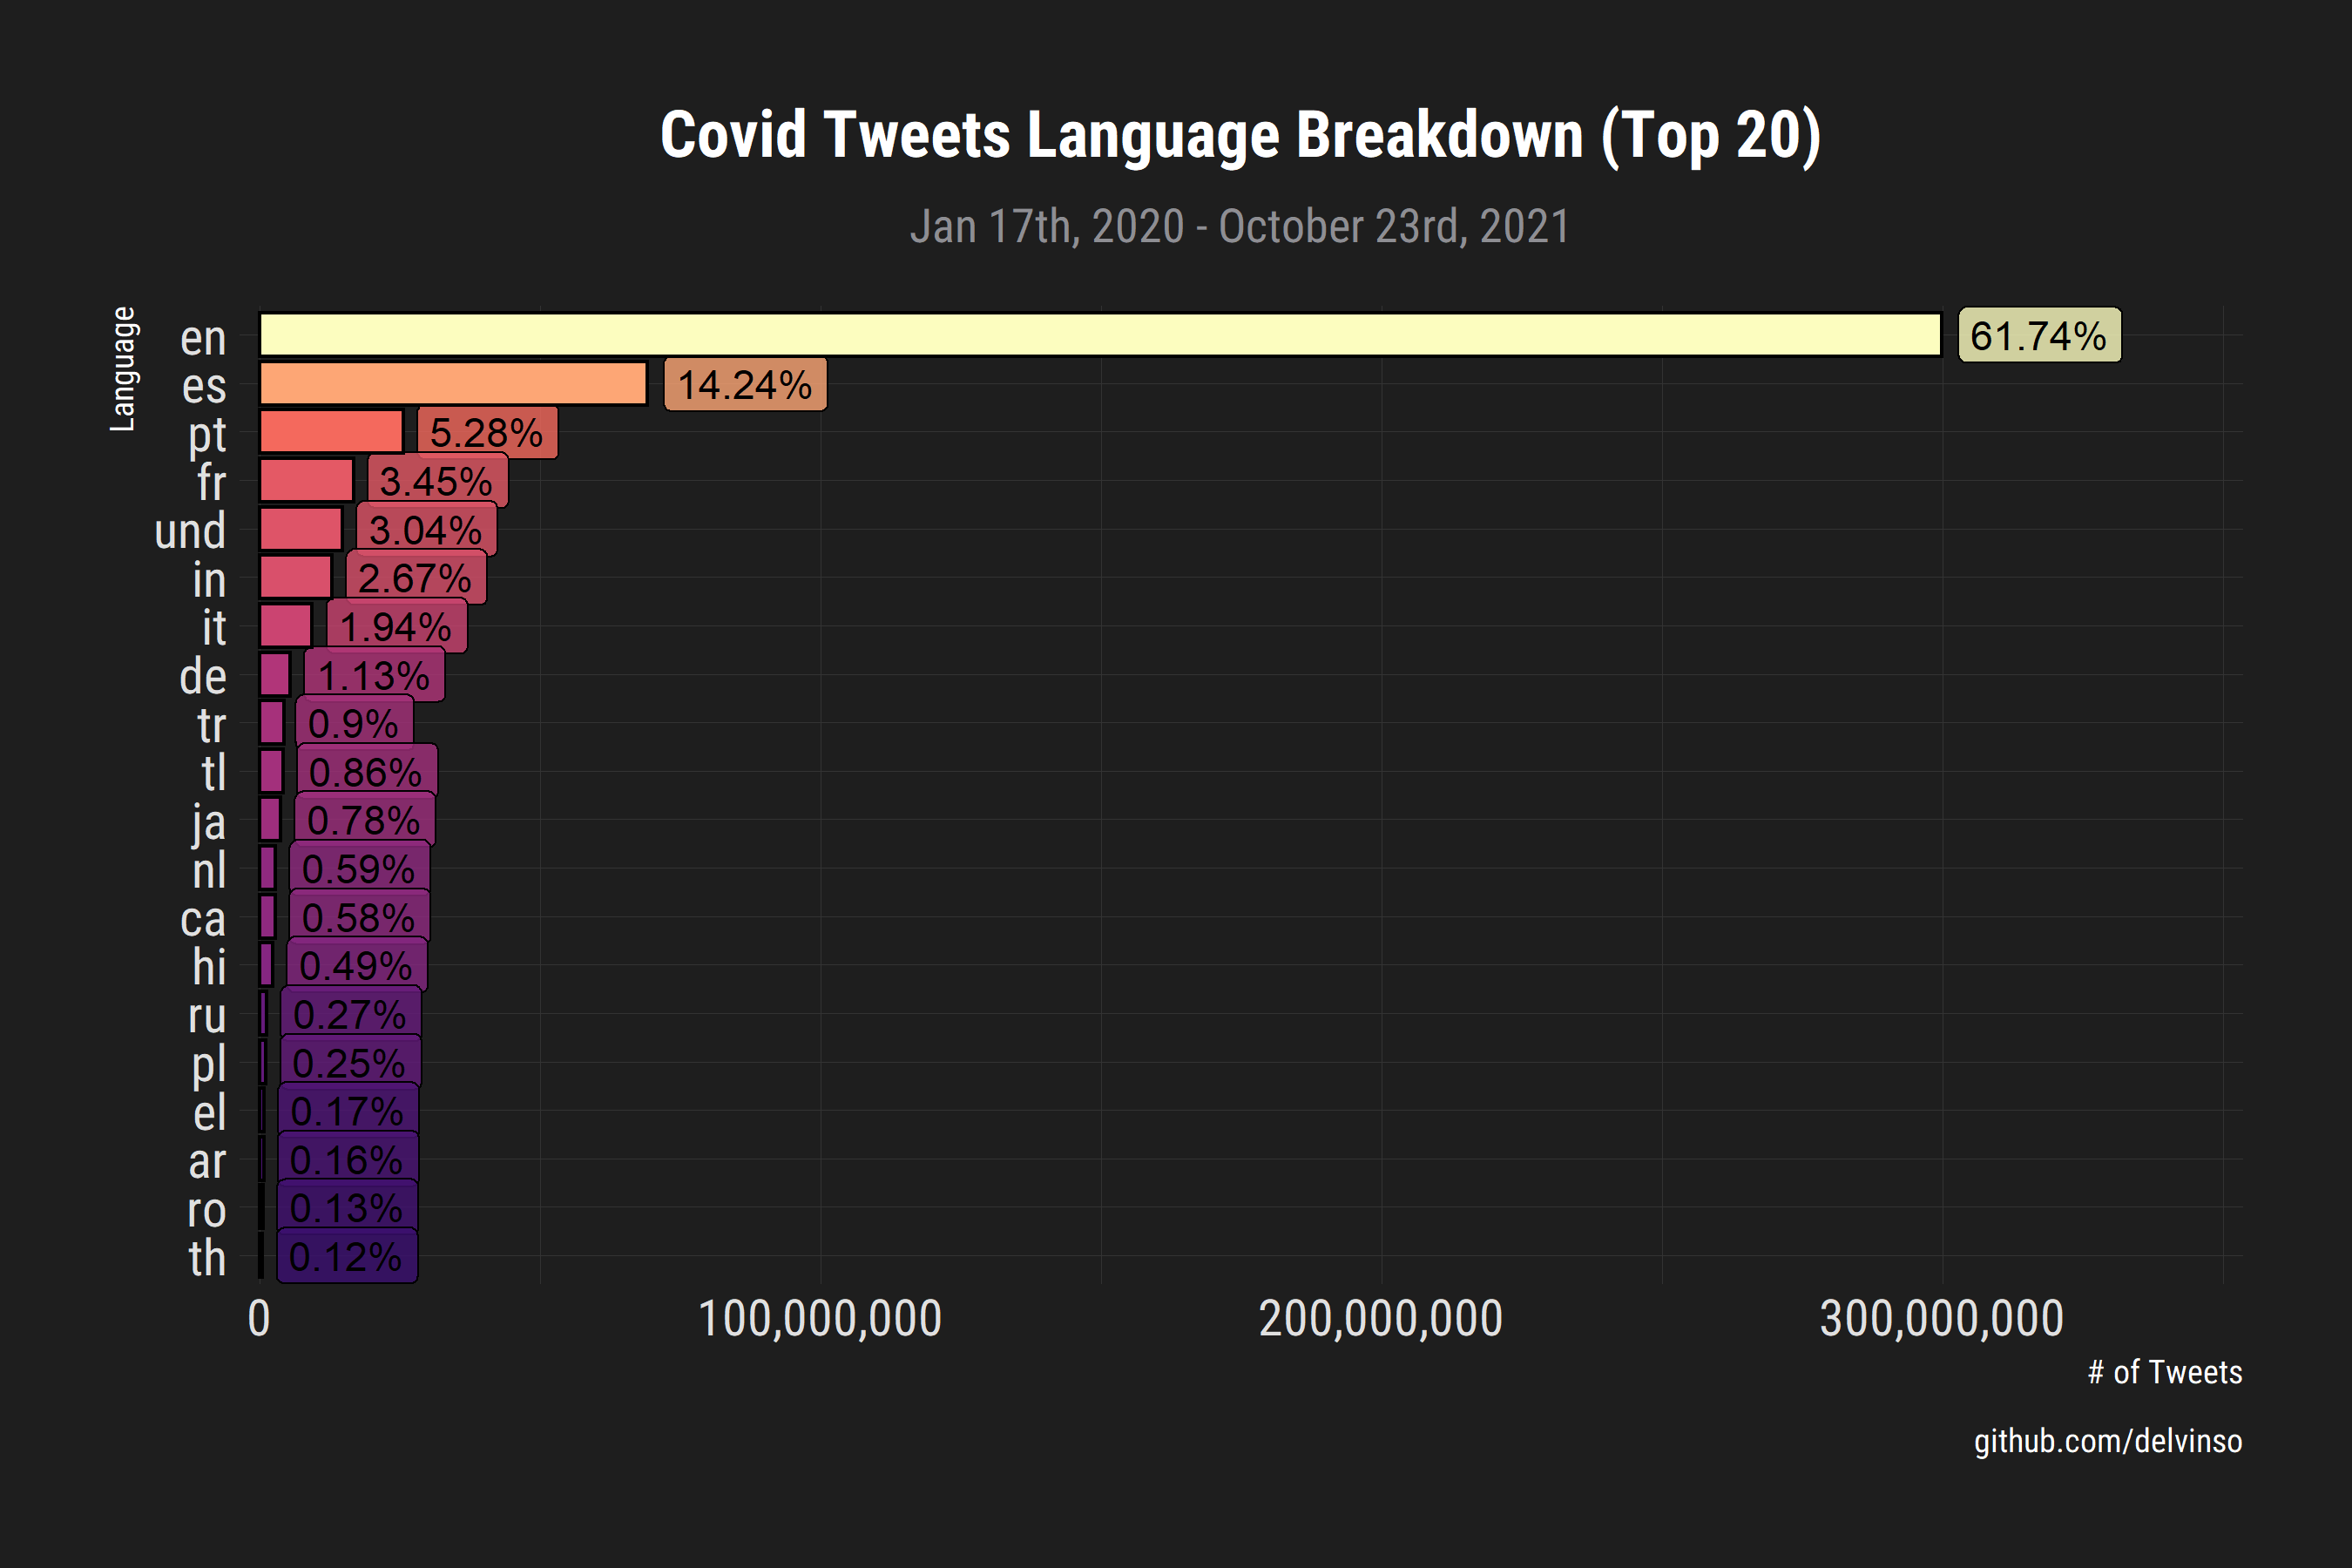 Covid Tweets Language Breakdown (Top 20)
Jan 17th, 2020 - October 23rd, 2021
Language
en 61.74%
es 14.24%
pt 5.28%
fr 3.45%
und 3.04%
in 2.67%
it 1.94%
de 1.13%
tr 0.9%
tl 0.86%
ja 0.78%
nl 0.59%
ca 0.58%
hi 0.49%
ru 0.27%
pl 0.25%
el 0.17%
ar 0.16%
ro 0.13%
th 0.12%
0 100,000,000 200,000,000 300,000,000
# of Tweets
github.com/delvinso